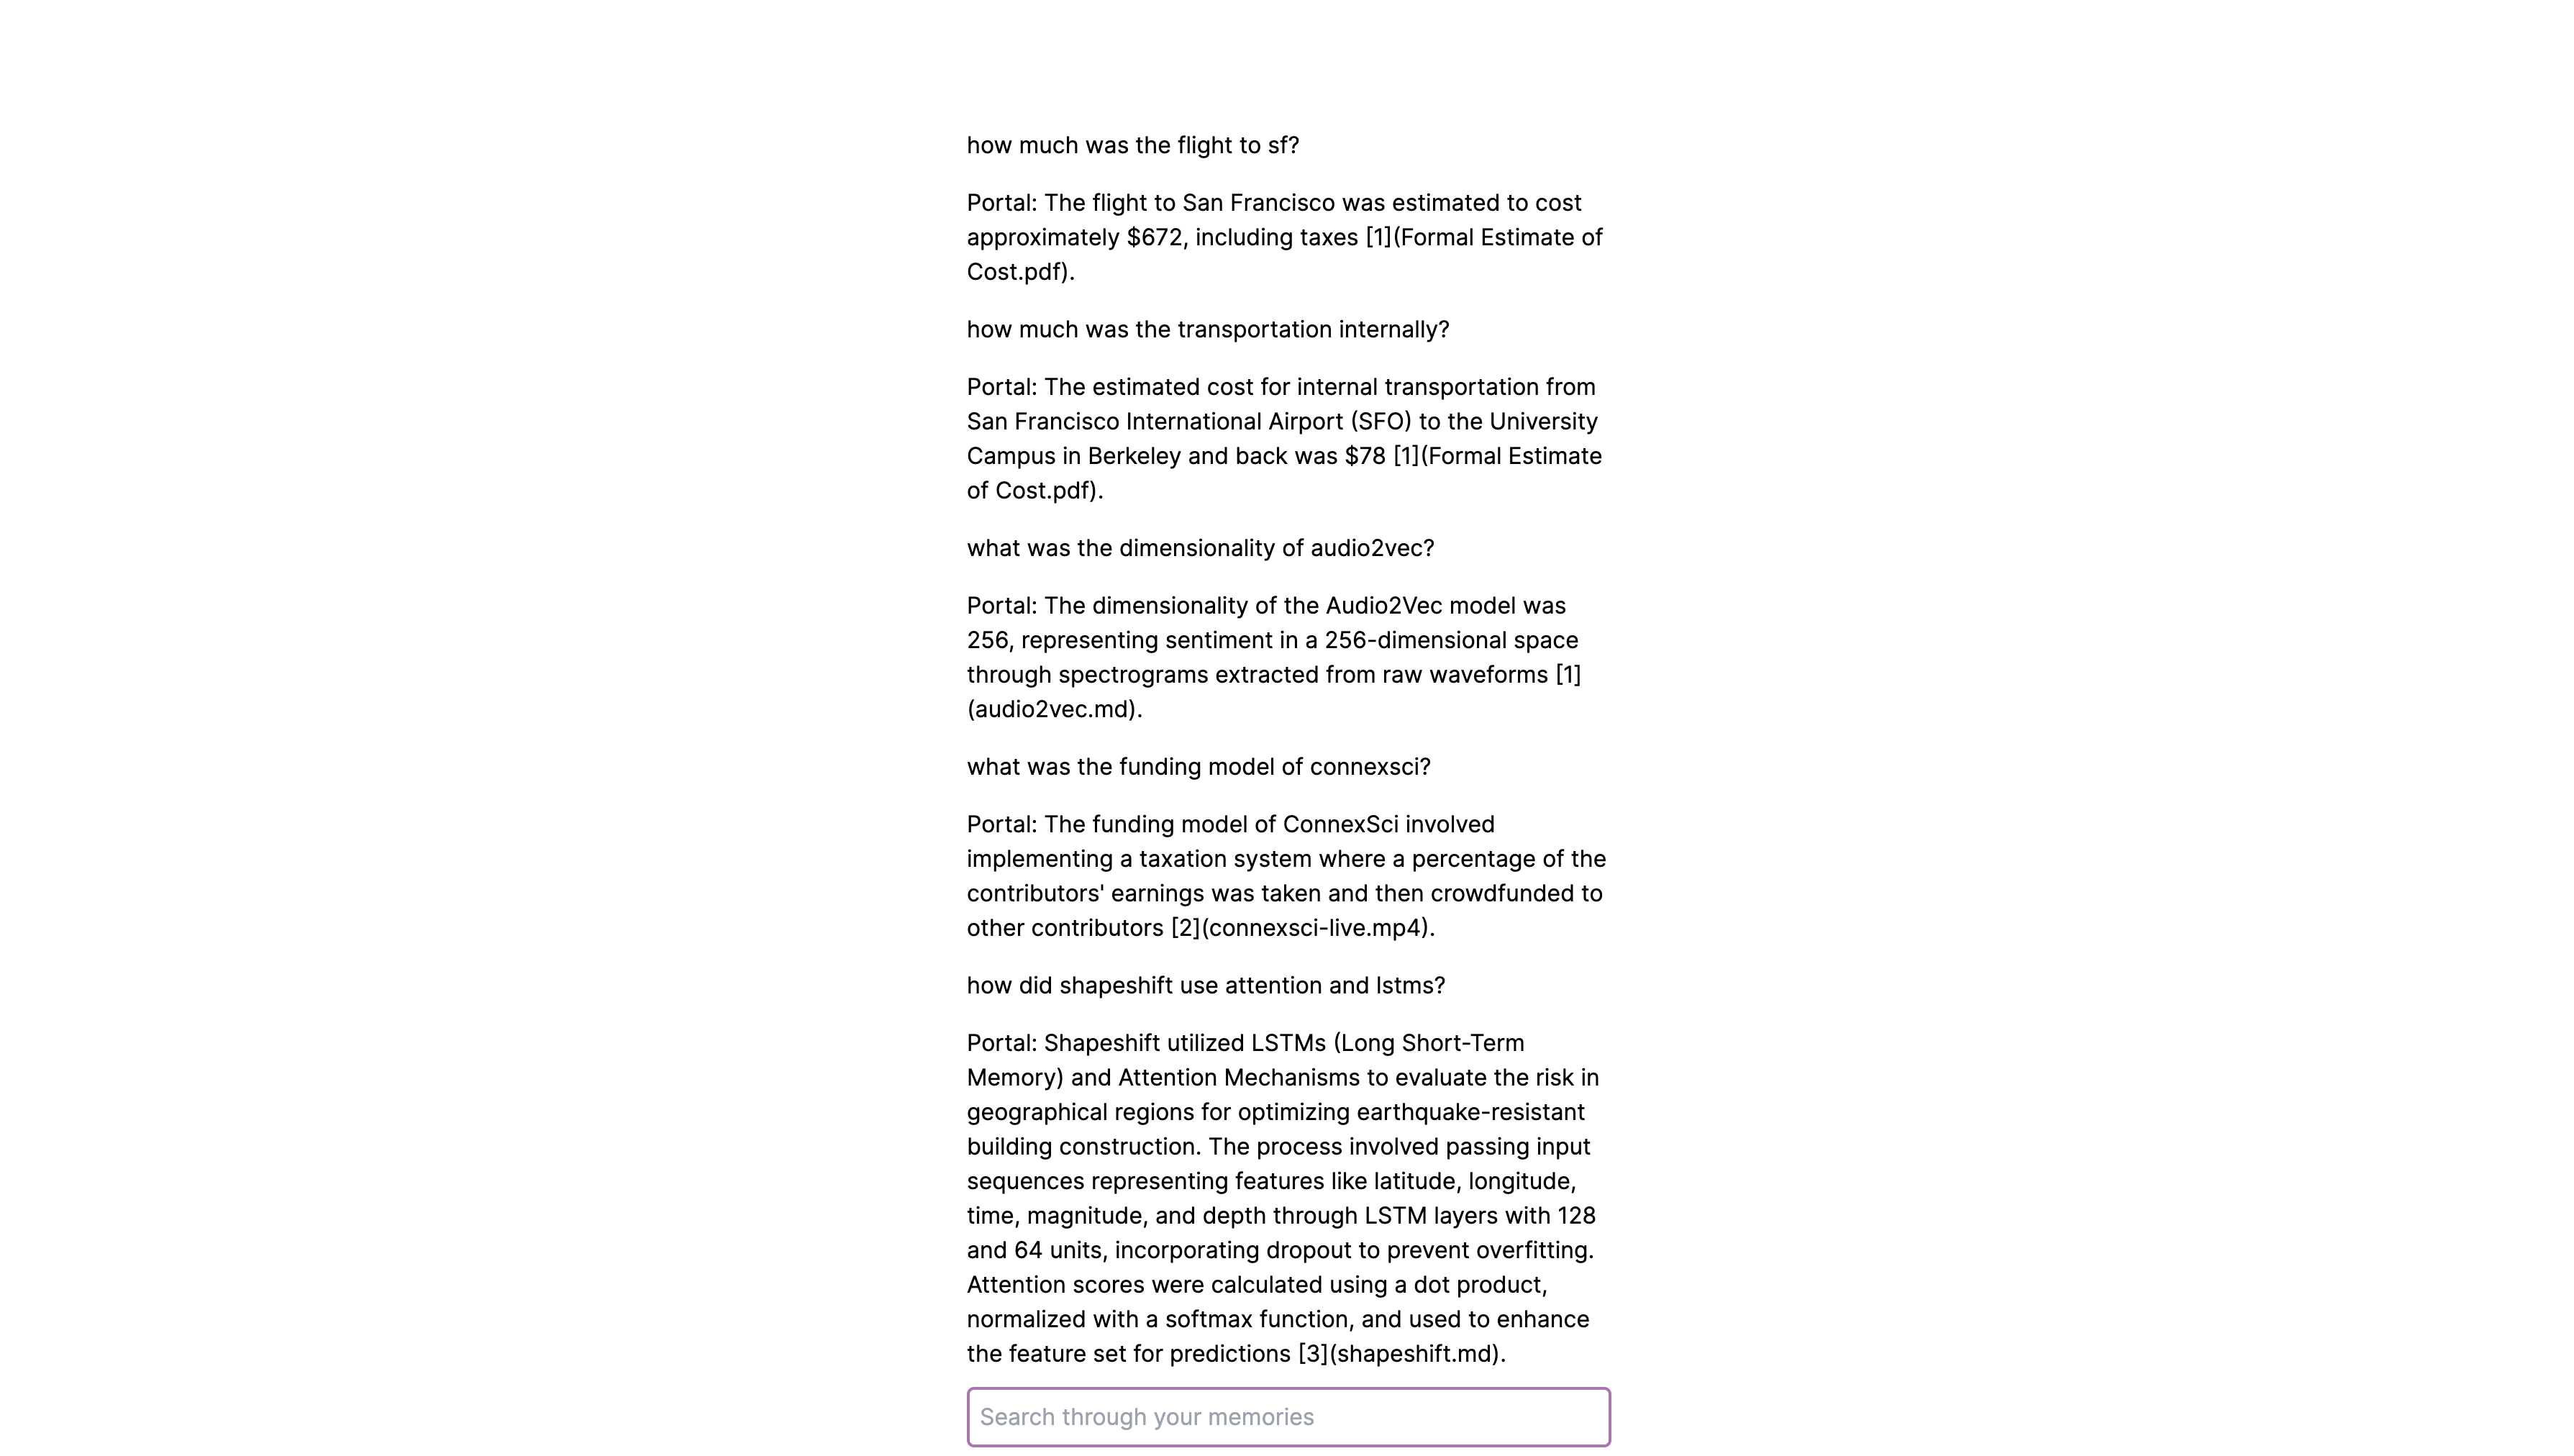 how much was the flight to sf?
Portal: The flight to San Francisco was estimated to cost
approximately $672, including taxes [1](Formal Estimate of
Cost.pdf).
how much was the transportation internally?
Portal: The estimated cost for internal transportation from
San Francisco International Airport (SFO) to the University
Campus in Berkeley and back was $78 [1](Formal Estimate
of Cost.pdf).
what was the dimensionality of audio2vec?
Portal: The dimensionality of the Audio2Vec model was
256, representing sentiment in a 256-dimensional space
through spectrograms extracted from raw waveforms [1]
(audio2vec.md).
what was the funding model of connexsci?
Portal: The funding model of ConnexSci involved
implementing a taxation system where a percentage of the
contributors' earnings was taken and then crowdfunded to
other contributors [2](connexsci-live.mp4).
how did shapeshift use attention and lstms?
Portal: Shapeshift utilized LSTMs (Long Short-Term
Memory) and Attention Mechanisms to evaluate the risk in
geographical regions for optimizing earthquake-resistant
building construction. The process involved passing input
sequences representing features like latitude, longitude,
time, magnitude, and depth through LSTM layers with 128
and 64 units, incorporating dropout to prevent overfitting.
Attention scores were calculated using a dot product,
normalized with a softmax function, and used to enhance
the feature set for predictions [3](shapeshift.md).
Search through your memories